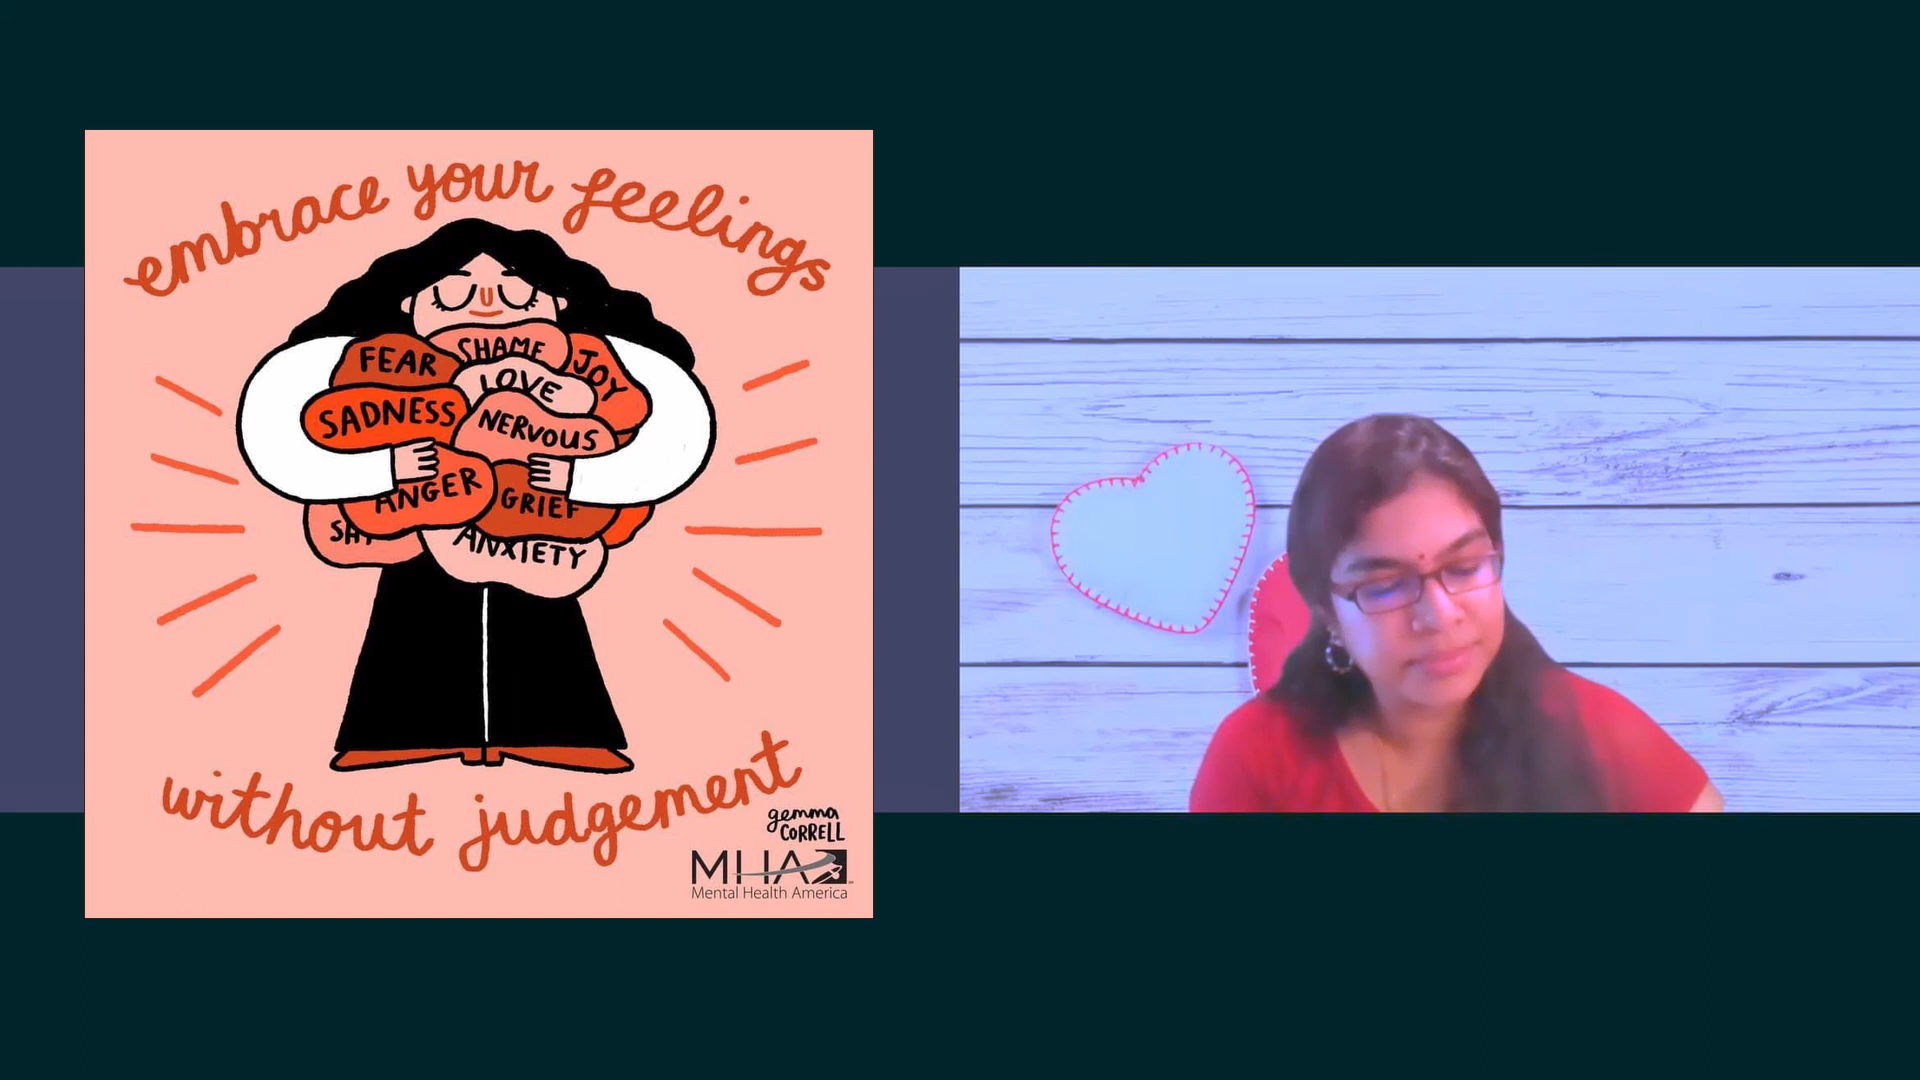 embrace your feelings
SHAME
FEAR
JOY
LOVE
SADNESS
NERVOUS
ANGER
GRIEF
ANXIETY
without judgement
gemma
CORRELL
MHA
Mental Health America